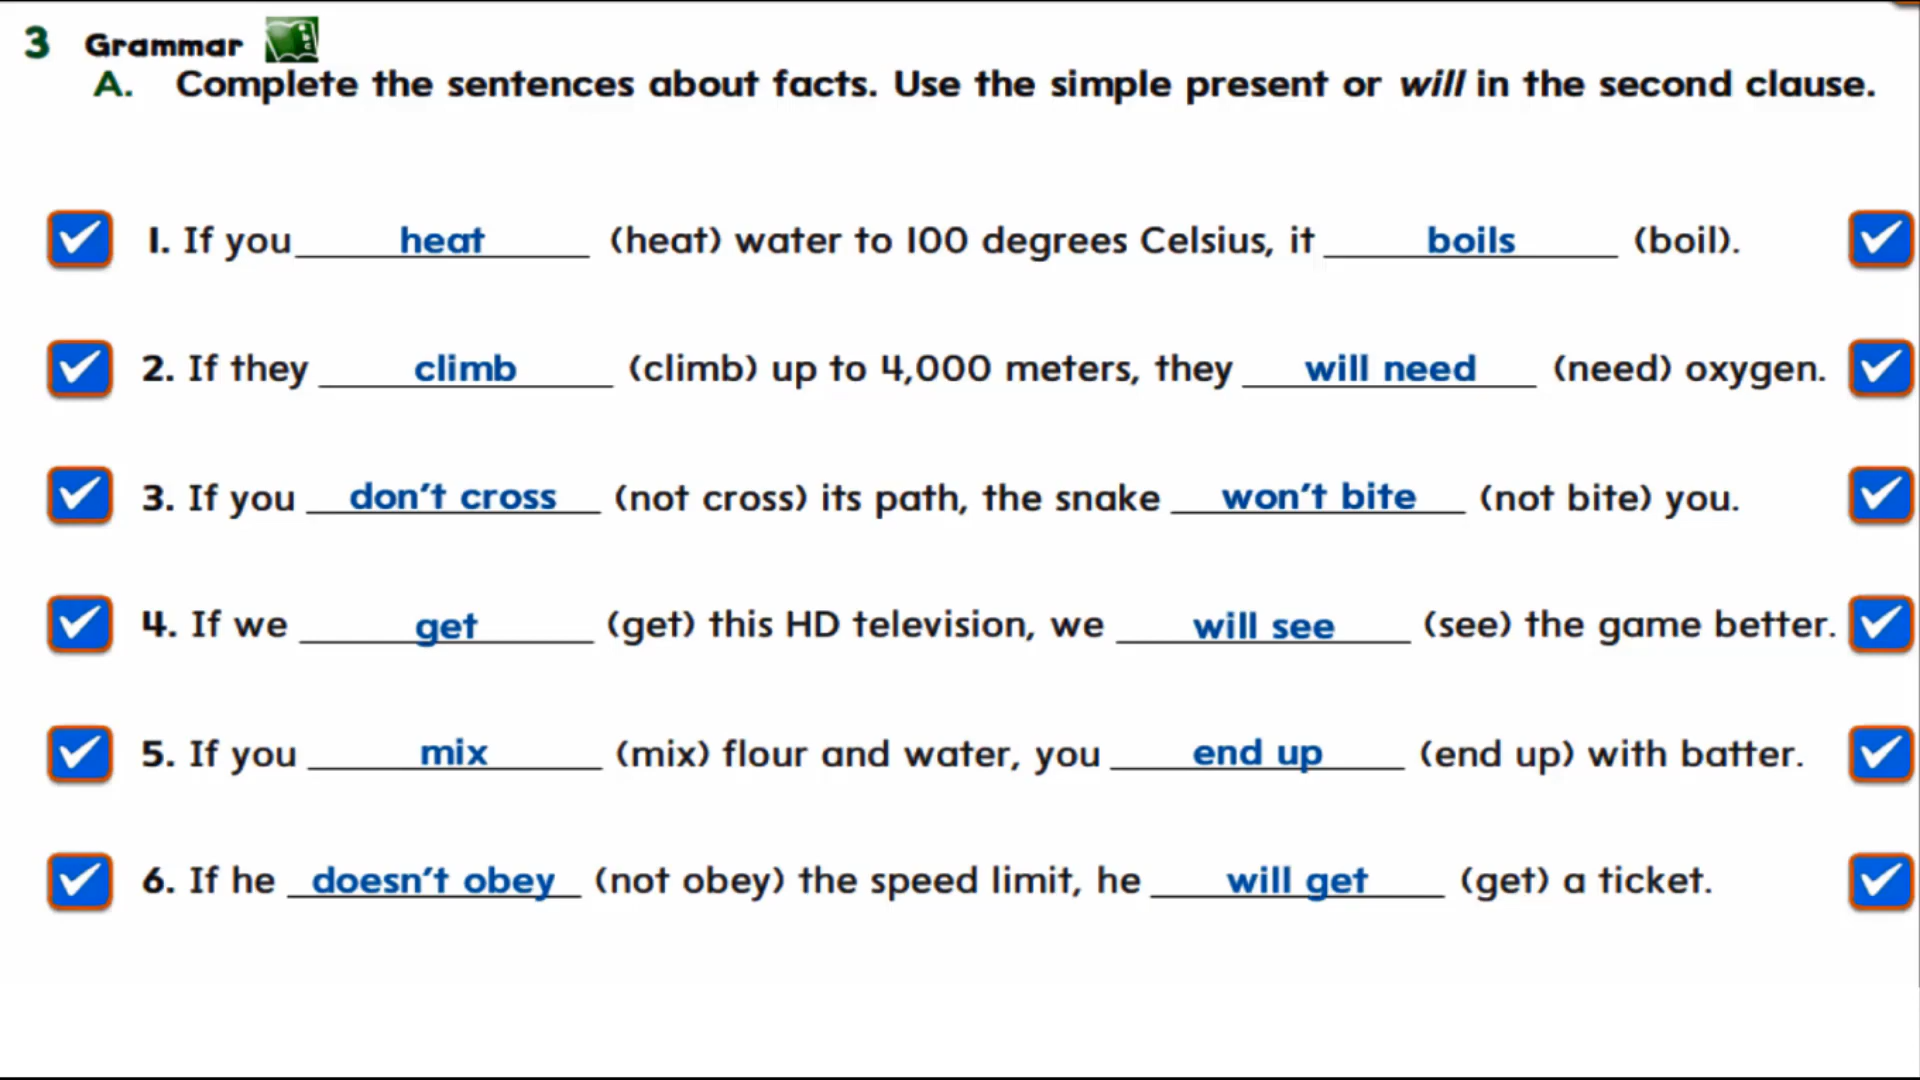 3 Grammar
A. Complete the sentences about facts. Use the simple present or will in the second clause.
1. If you heat (heat) water to 100 degrees Celsius, it boils (boil).
2. If they climb (climb) up to 4,000 meters, they will need (need) oxygen.
3. If you don't cross (not cross) its path, the snake won't bite (not bite) you.
4. If we get (get) this HD television, we will see (see) the game better.
5. If you mix (mix) flour and water, you end up (end up) with batter.
6. If he doesn't obey (not obey) the speed limit, he will get (get) a ticket.